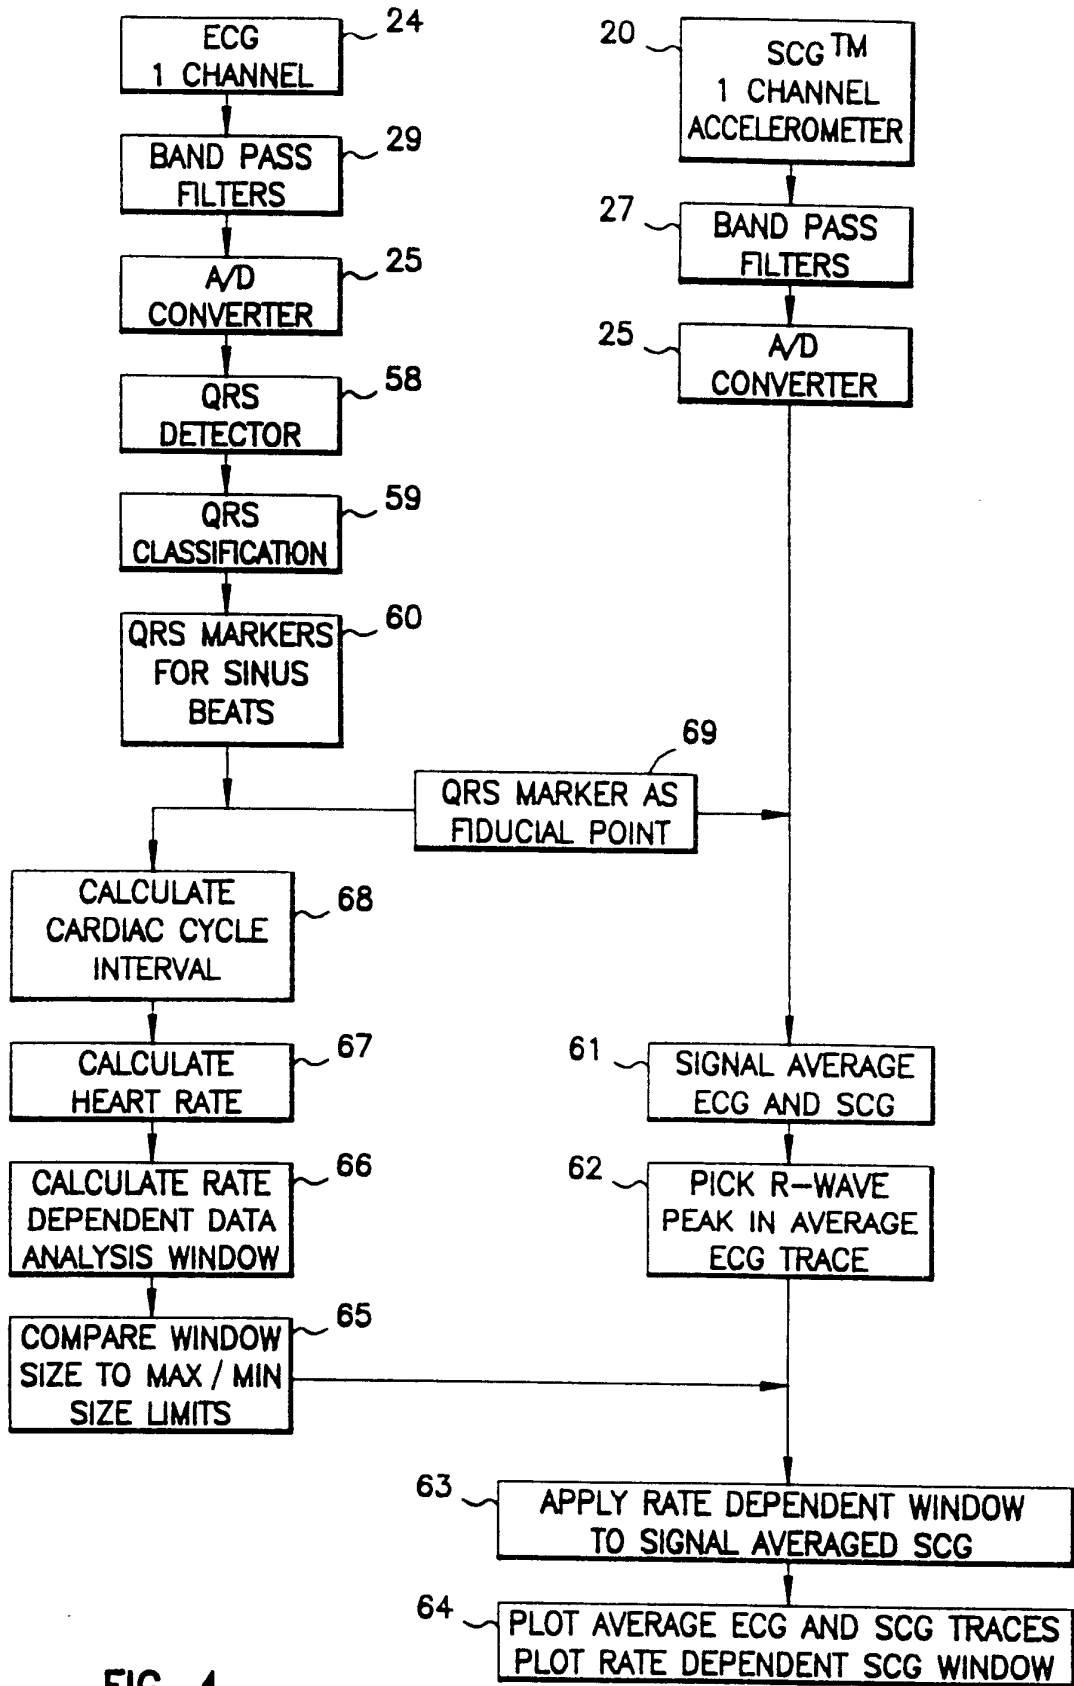 ECG
1 CHANNEL
24
BAND PASS
FILTERS
29
A/D
CONVERTER
25
QRS
DETECTOR
58
QRS
CLASSIFICATION
59
QRS MARKERS
FOR SINUS
BEATS
60
20
SCG™
1 CHANNEL
ACCELEROMETER
27
BAND PASS
FILTERS
25
A/D
CONVERTER
69
QRS MARKER AS
FIDUCIAL POINT
CALCULATE
CARDIAC CYCLE
INTERVAL
68
CALCULATE
HEART RATE
67
CALCULATE RATE
DEPENDENT DATA
ANALYSIS WINDOW
66
COMPARE WINDOW
SIZE TO MAX / MIN
SIZE LIMITS
65
61
SIGNAL AVERAGE
ECG AND SCG
62
PICK R-WAVE
PEAK IN AVERAGE
ECG TRACE
63
APPLY RATE DEPENDENT WINDOW
TO SIGNAL AVERAGED SCG
64
PLOT AVERAGE ECG AND SCG TRACES
PLOT RATE DEPENDENT SCG WINDOW
FIG. 4